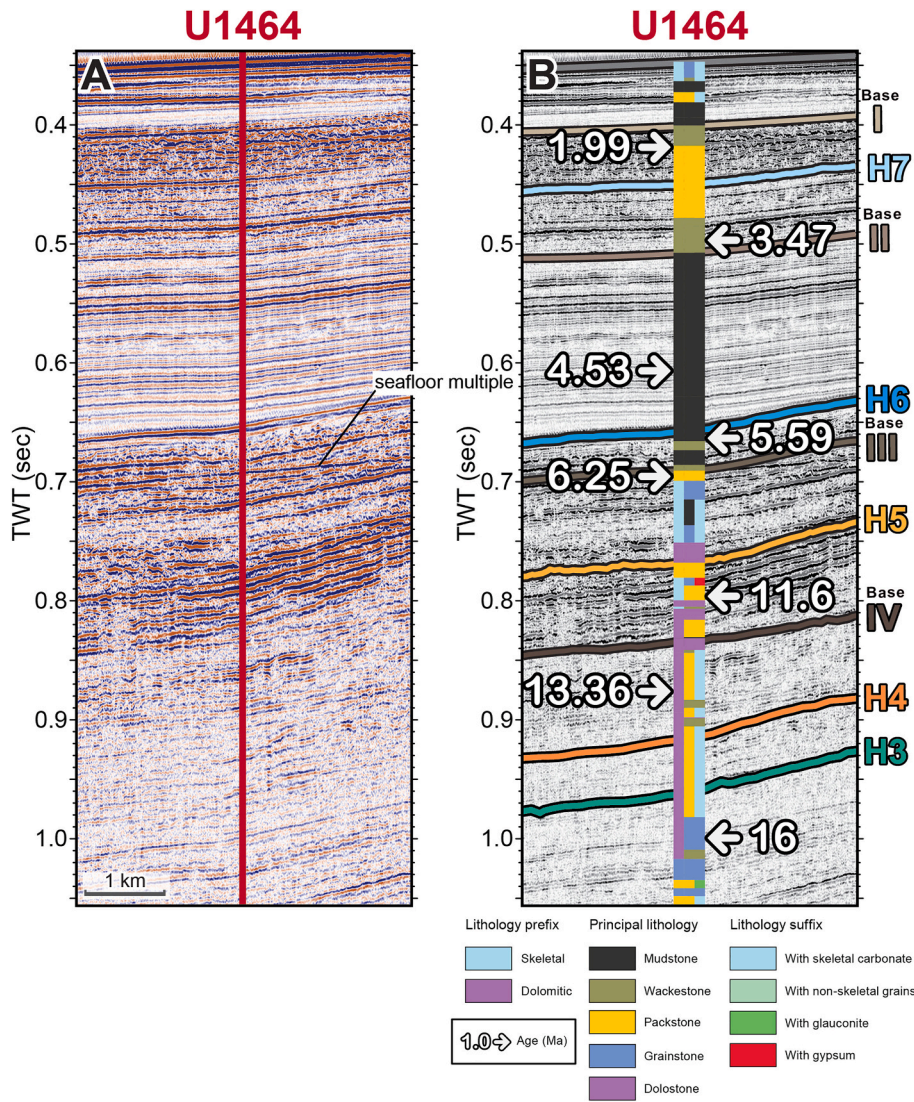 U1464
U1464
A
B
0.4
0.5
0.6
0.7
0.8
0.9
1.0
TWT (sec)
seafloor multiple
1 km
0.4
0.5
0.6
0.7
0.8
0.9
1.0
TWT (sec)
1.99
3.47
4.53
5.59
6.25
11.6
13.36
16
Base
I
H7
Base
II
H6
Base
III
H5
Base
IV
H4
H3
Lithology prefix
Skeletal
Dolomitic
1.0 Age (Ma)
Principal lithology
Mudstone
Wackestone
Packstone
Grainstone
Dolostone
Lithology suffix
With skeletal carbonate
With non-skeletal grains
With glauconite
With gypsum